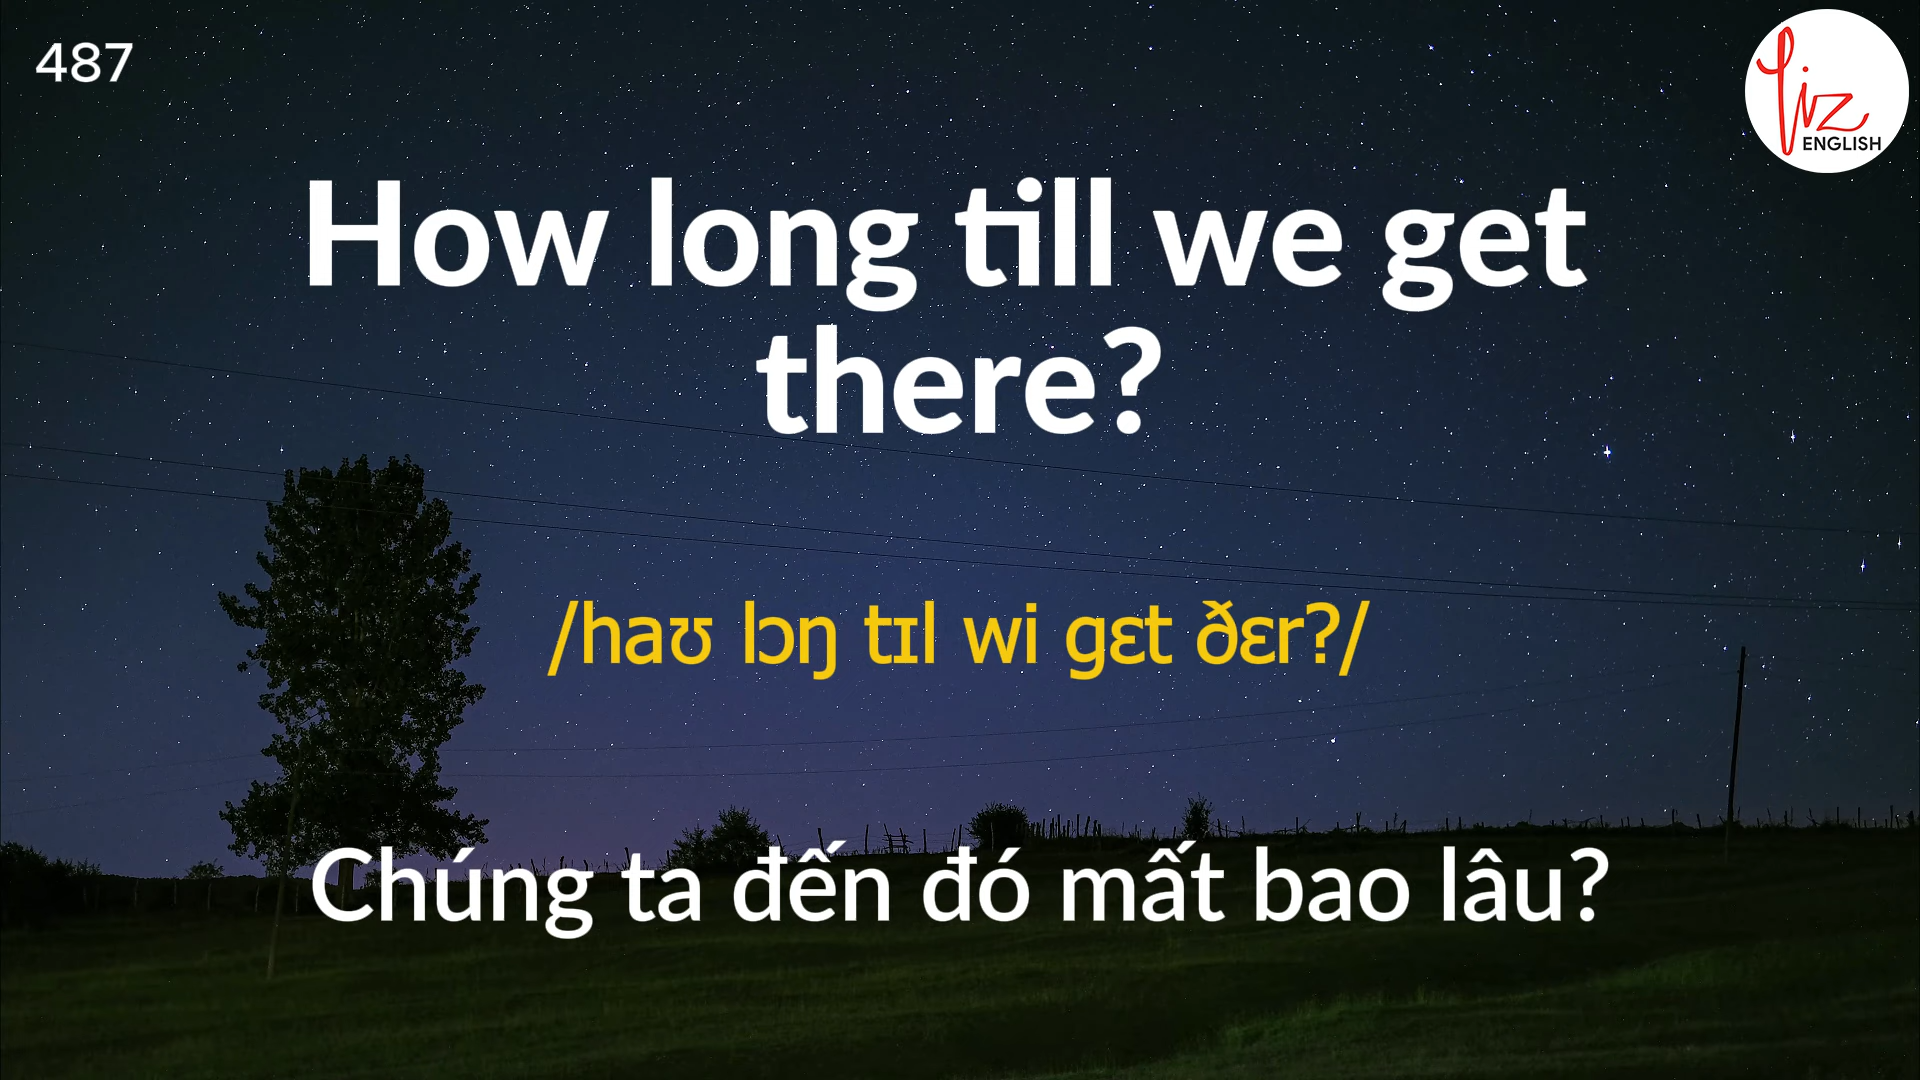 487
Liz
ENGLISH
How long till we get
there?
/haʊ lɔŋ tɪl wi gɛt ðɛr?/
Chúng ta đến đó mất bao lâu?